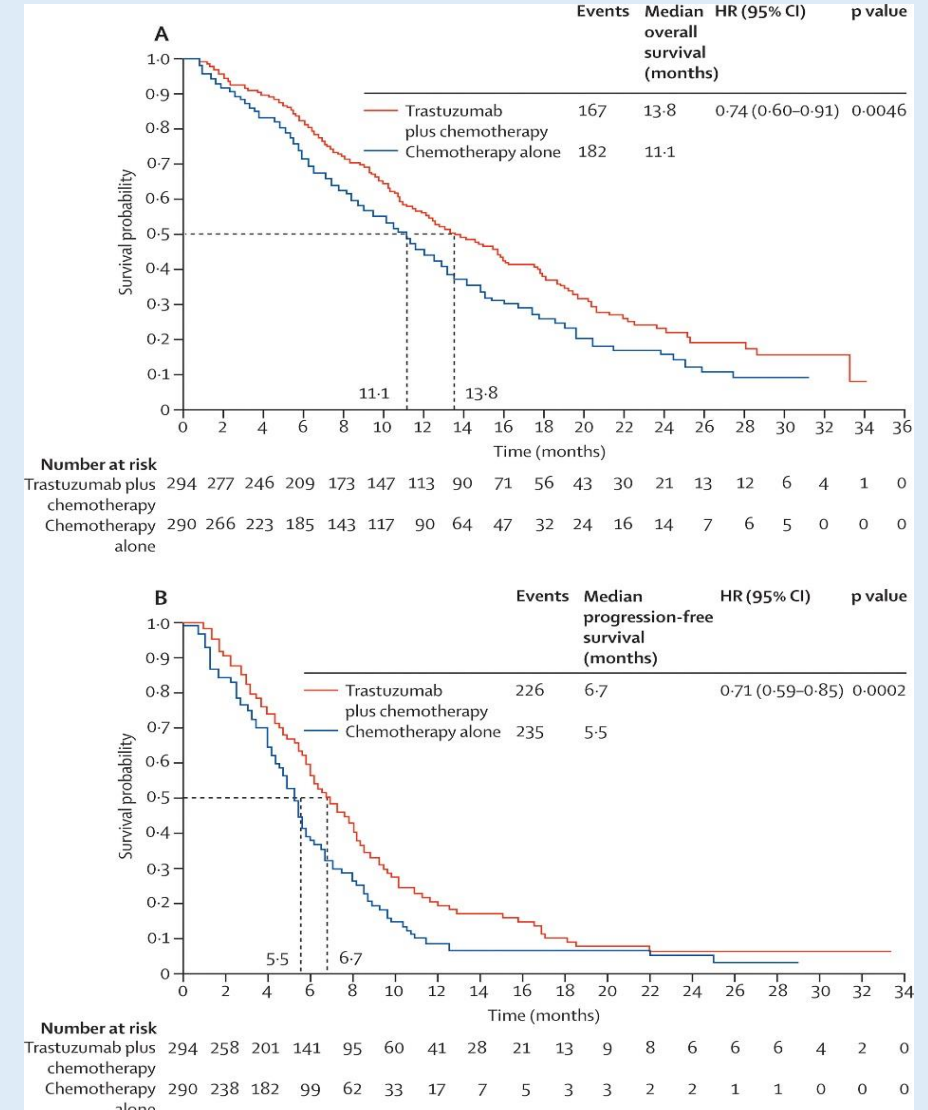 Events Median HR (95% CI) p value
overall
survival
(months)
A
1·0
0·9
0·8
0·7
0·6
0·5
0·4
0·3
0·2
0·1
0
Survival probability
Trastuzumab 167 13·8 0·74 (0·60–0·91) 0·0046
plus chemotherapy
Chemotherapy alone 182 11·1
11·1 13·8
0 2 4 6 8 10 12 14 16 18 20 22 24 26 28 30 32 34 36
Time (months)
Number at risk
Trastuzumab plus 294 277 246 209 173 147 113 90 71 56 43 30 21 13 12 6 4 1 0
chemotherapy
Chemotherapy 290 266 223 185 143 117 90 64 47 32 24 16 14 7 6 5 0 0 0
alone
B
Events Median HR (95% CI) p value
progression-free
survival
(months)
1·0
0·9
0·8
0·7
0·6
0·5
0·4
0·3
0·2
0·1
0
Survival probability
Trastuzumab 226 6·7 0·71 (0·59–0·85) 0·0002
plus chemotherapy
Chemotherapy alone 235 5·5
5·5 6·7
0 2 4 6 8 10 12 14 16 18 20 22 24 26 28 30 32 34
Time (months)
Number at risk
Trastuzumab plus 294 258 201 141 95 60 41 28 21 13 9 8 6 6 6 4 2 0
chemotherapy
Chemotherapy 290 238 182 99 62 33 17 7 5 3 3 2 2 1 1 0 0 0
alone